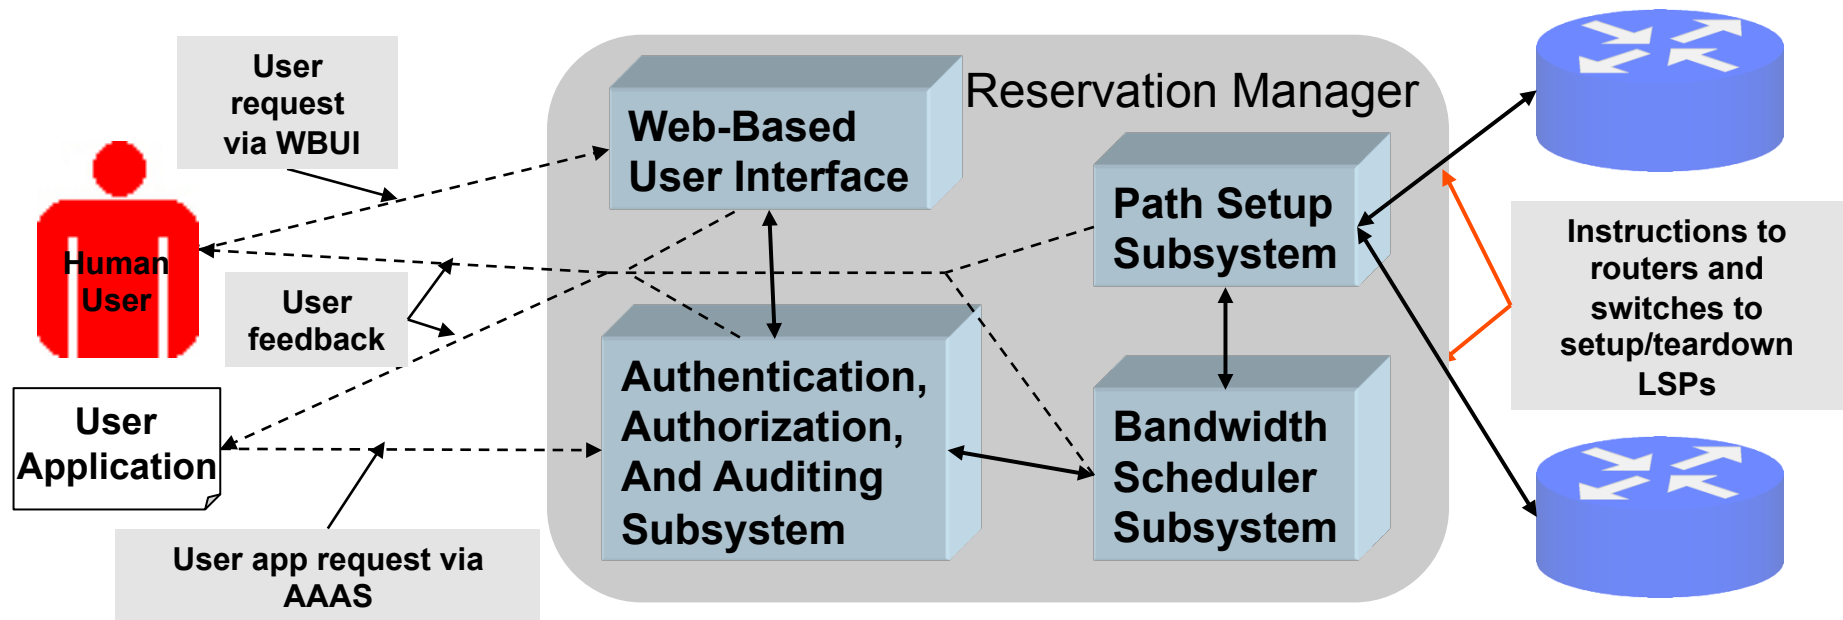 User
request
via WBUI
Human
User
User
feedback
User
Application
User app request via
AAAS
Reservation Manager
Web-Based
User Interface
Authentication,
Authorization,
And Auditing
Subsystem
Path Setup
Subsystem
Bandwidth
Scheduler
Subsystem
Instructions to
routers and
switches to
setup/teardown
LSPs